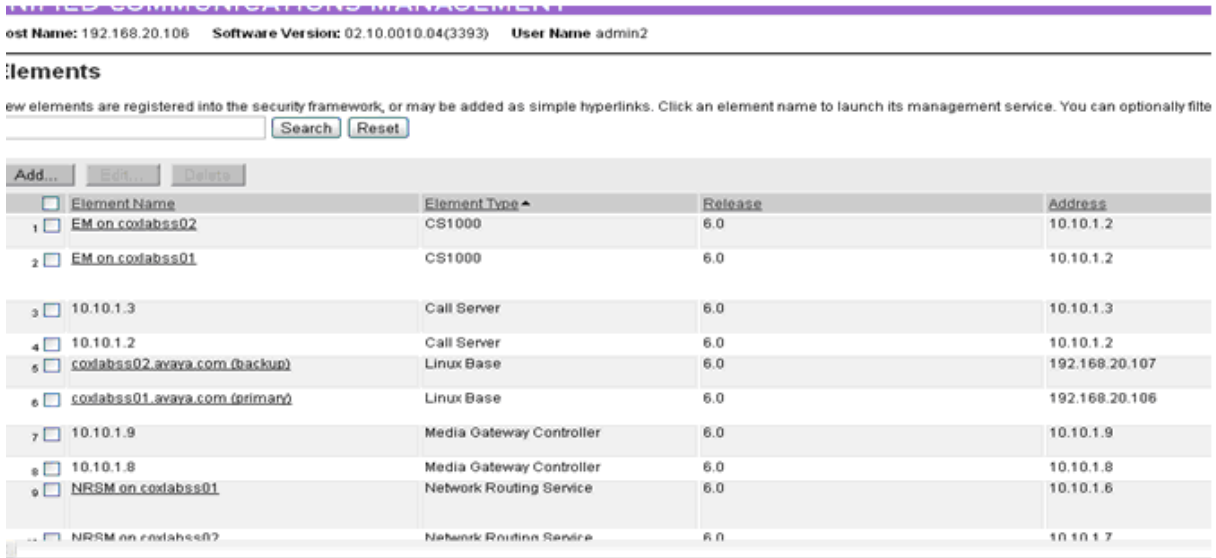 NIFIED COMMUNICATIONS MANAGEMENT
ost Name: 192.168.20.106 Software Version: 02.10.0010.04(3393) User Name admin2
Elements
ew elements are registered into the security framework, or may be added as simple hyperlinks. Click an element name to launch its management service. You can optionally filte
Search Reset
Add... Edit... Delete
Element Name Element Type Release Address
1 EM on coxlabss02 CS1000 6.0 10.10.1.2
2 EM on coxlabss01 CS1000 6.0 10.10.1.2
3 10.10.1.3 Call Server 6.0 10.10.1.3
4 10.10.1.2 Call Server 6.0 10.10.1.2
5 coxlabss02.avaya.com (backup) Linux Base 6.0 192.168.20.107
6 coxlabss01.avaya.com (primary) Linux Base 6.0 192.168.20.106
7 10.10.1.9 Media Gateway Controller 6.0 10.10.1.9
8 10.10.1.8 Media Gateway Controller 6.0 10.10.1.8
9 NRSM on coxlabss01 Network Routing Service 6.0 10.10.1.6
NRSM on coxlabss02 Network Routing Service 6.0 10.10.1.7